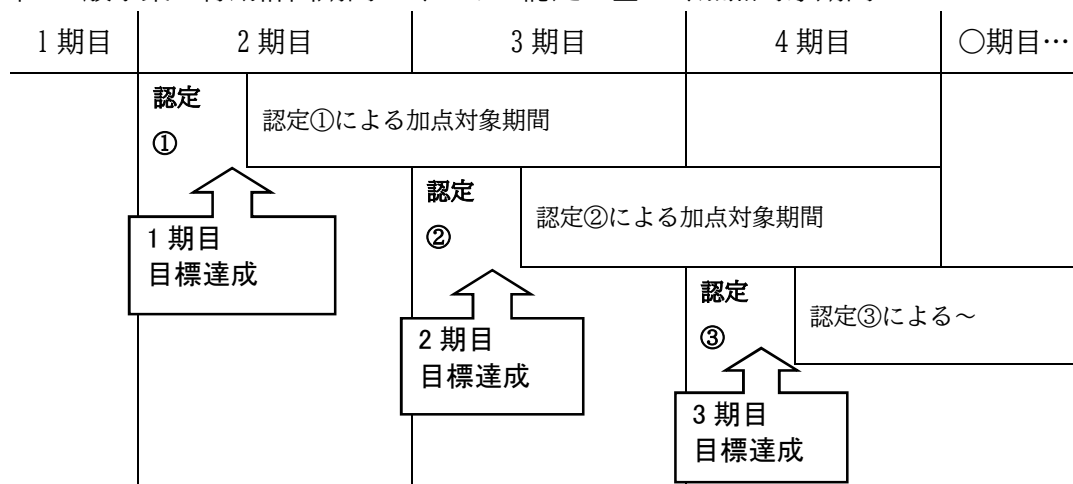 1期目 2期目 3期目 4期目 ○期目…
認定
①
認定①による加点対象期間
1期目
目標達成
認定
②
認定②による加点対象期間
2期目
目標達成
認定
③
認定③による～
3期目
目標達成